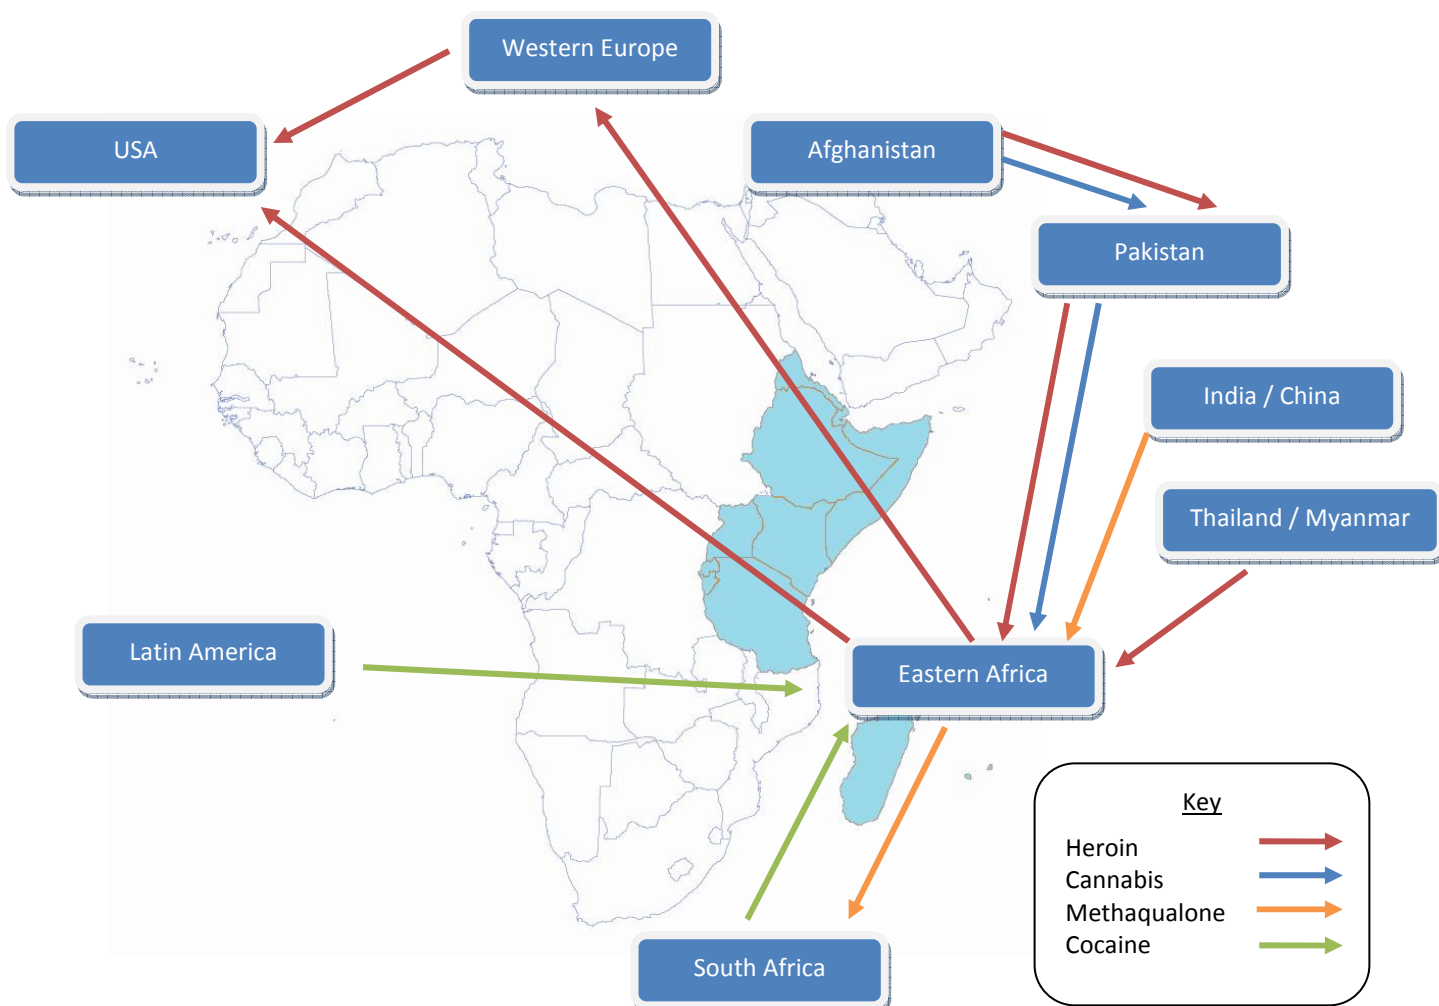 Western Europe
USA
Afghanistan
Pakistan
India / China
Thailand / Myanmar
Latin America
Eastern Africa
South Africa
Key
Heroin
Cannabis
Methaqualone
Cocaine